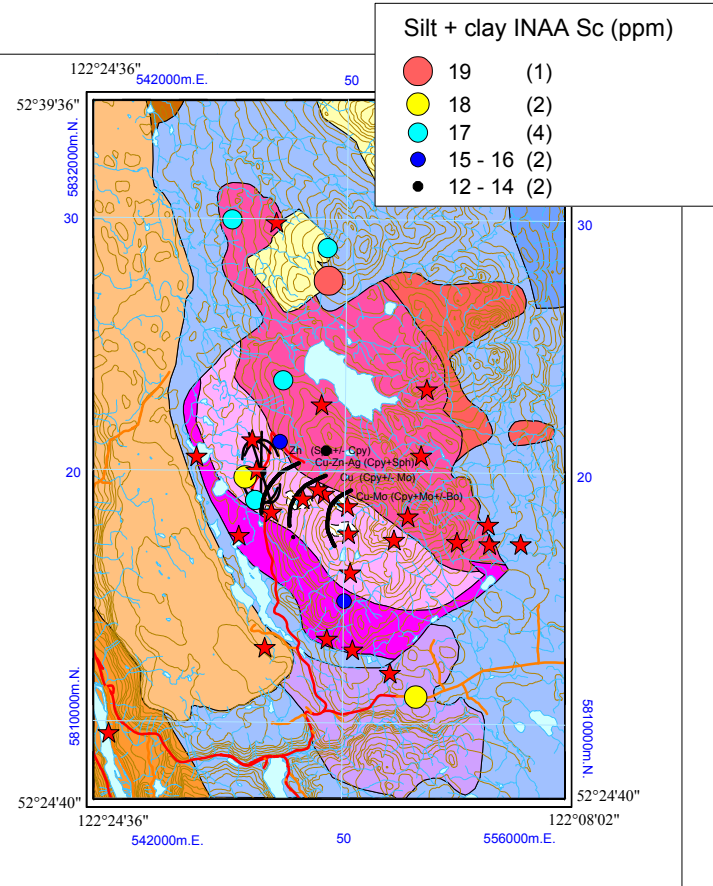 Silt + clay INAA Sc (ppm)
19 (1)
18 (2)
17 (4)
15 - 16 (2)
12 - 14 (2)
122°24'36"
542000m.E.
50
52°39'36"
5832000m.N.
30
30
Zn (Sph+/- Cpy)
Cu-Zn-Ag (Cpy+Sph)
20
20
Cu (Cpy+/- Mo)
Cu-Mo (Cpy+Mo+/-Bo)
5810000m.N.
5810000m.N.
52°24'40"
52°24'40"
122°24'36"
122°08'02"
542000m.E.
50
556000m.E.